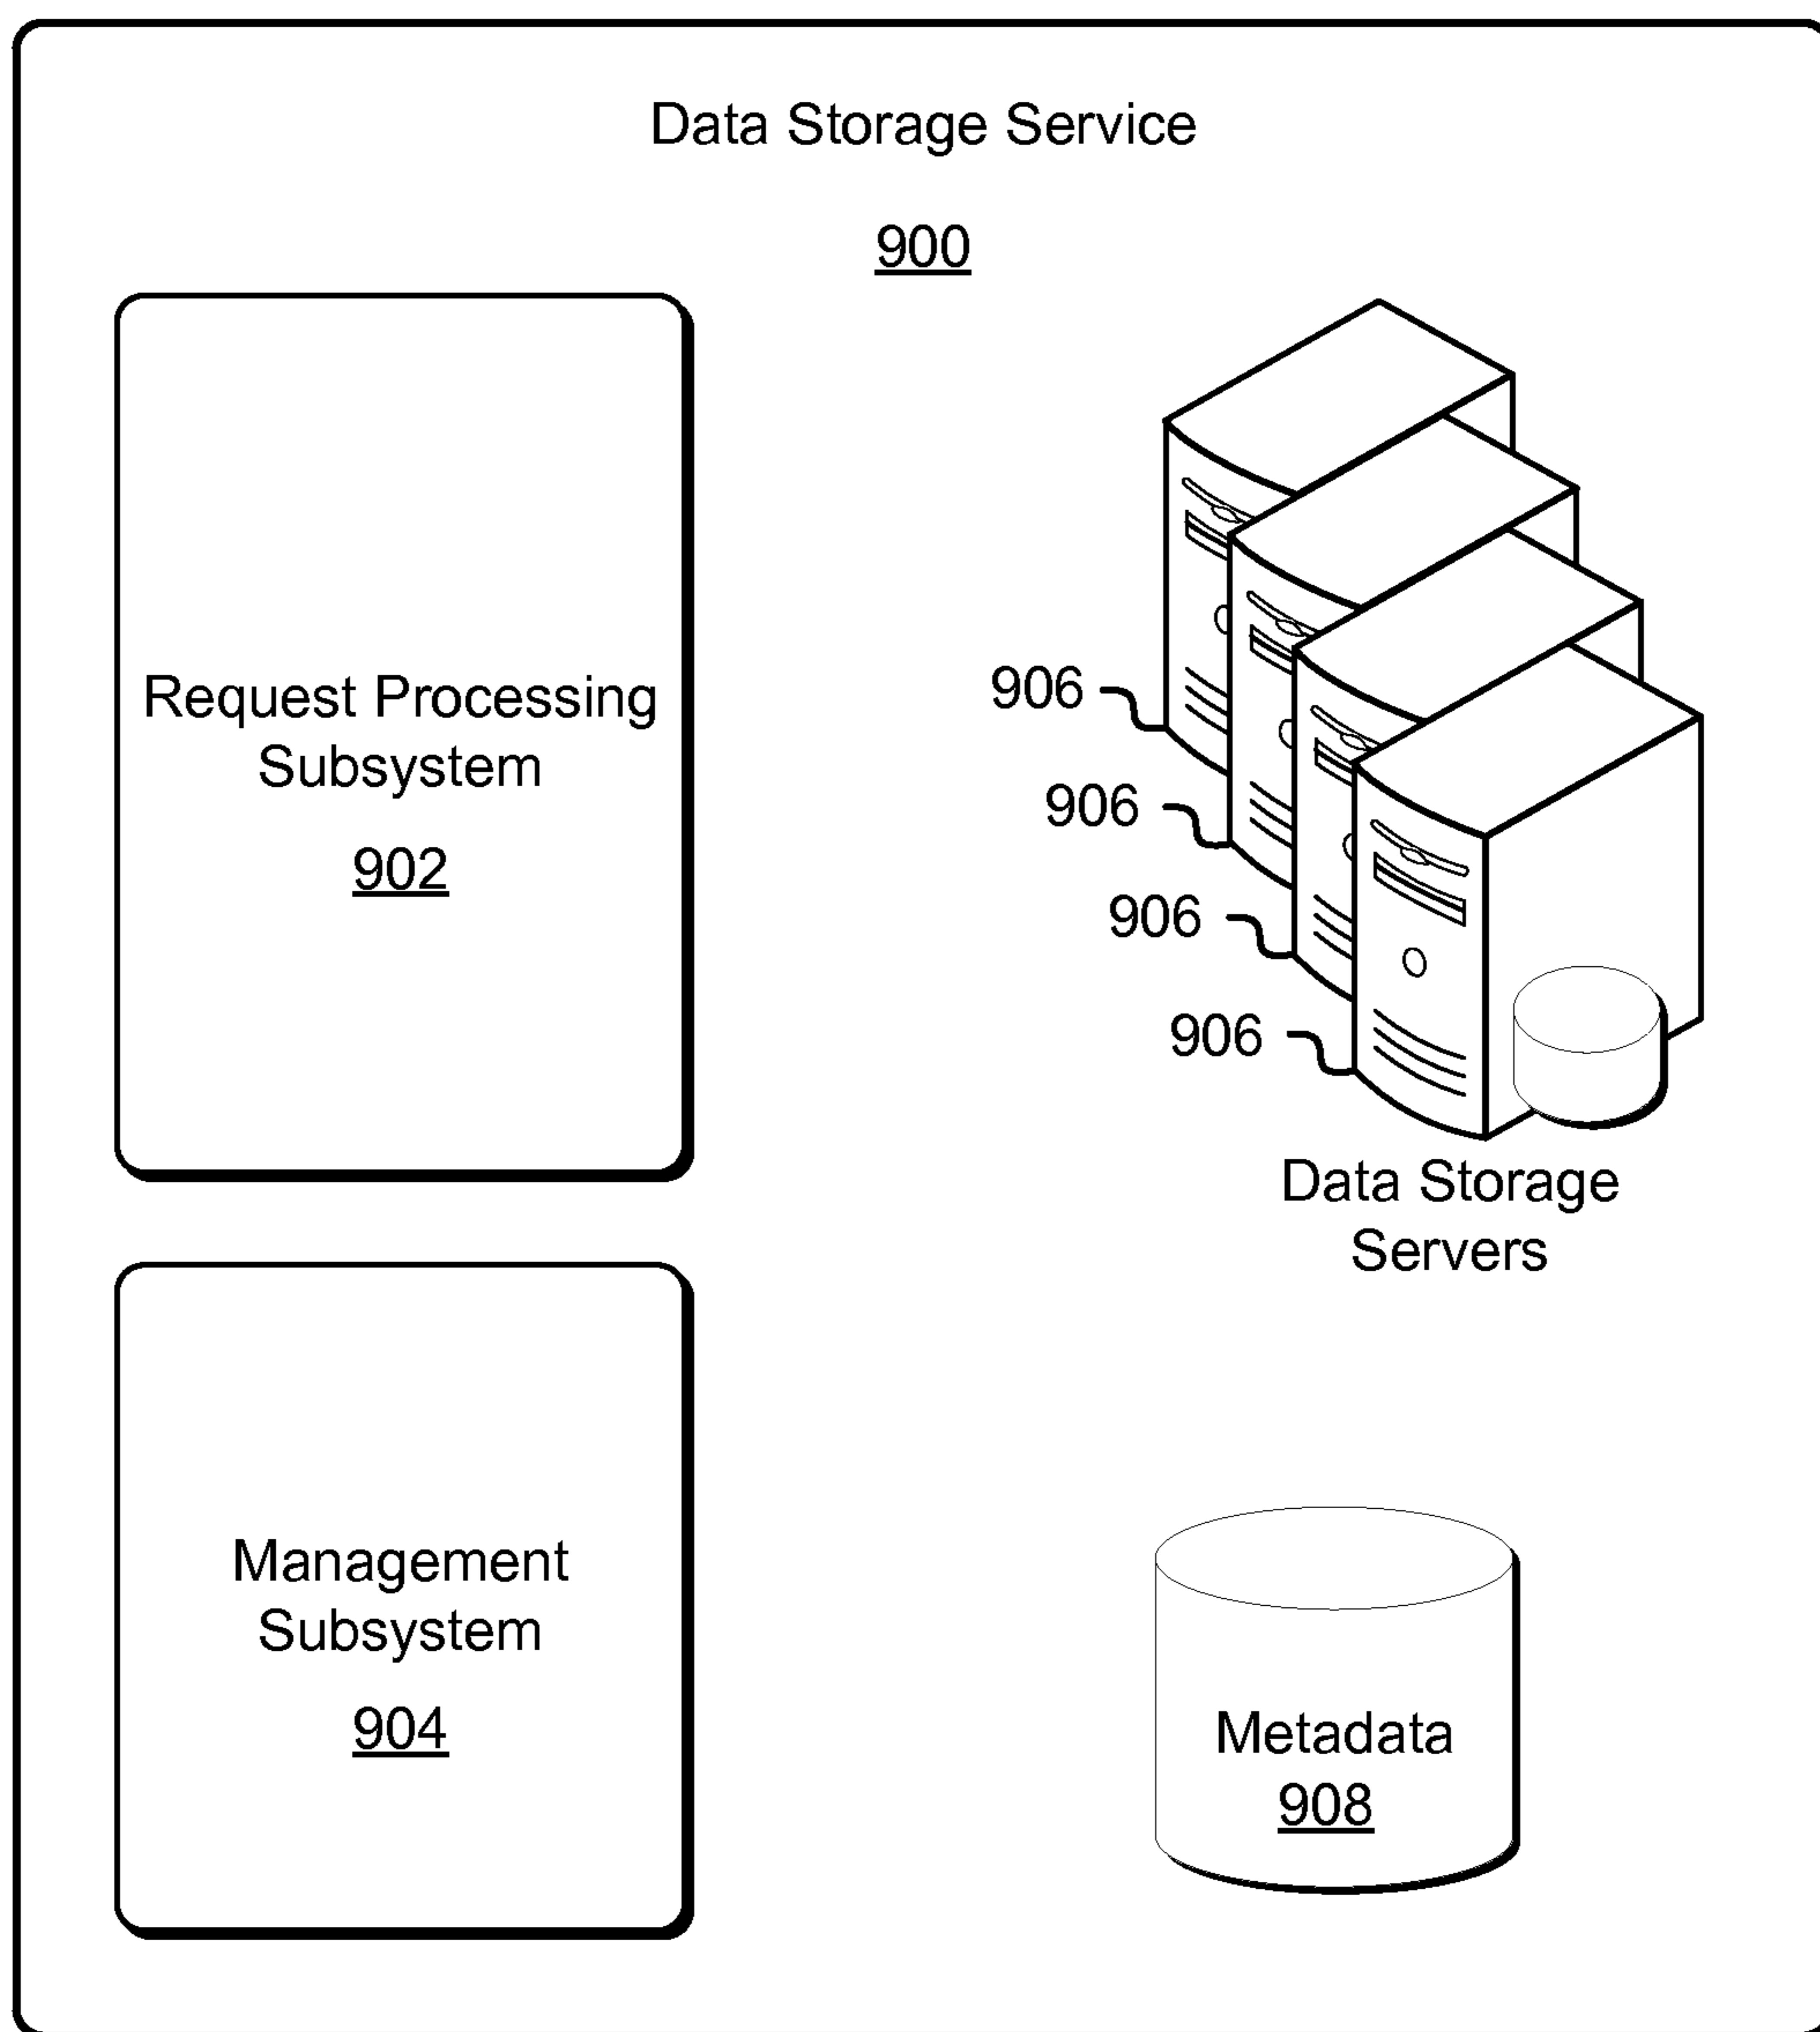 Data Storage Service
900
Request Processing
Subsystem
902
906
906
906
906
Data Storage
Servers
Management
Subsystem
904
Metadata
908